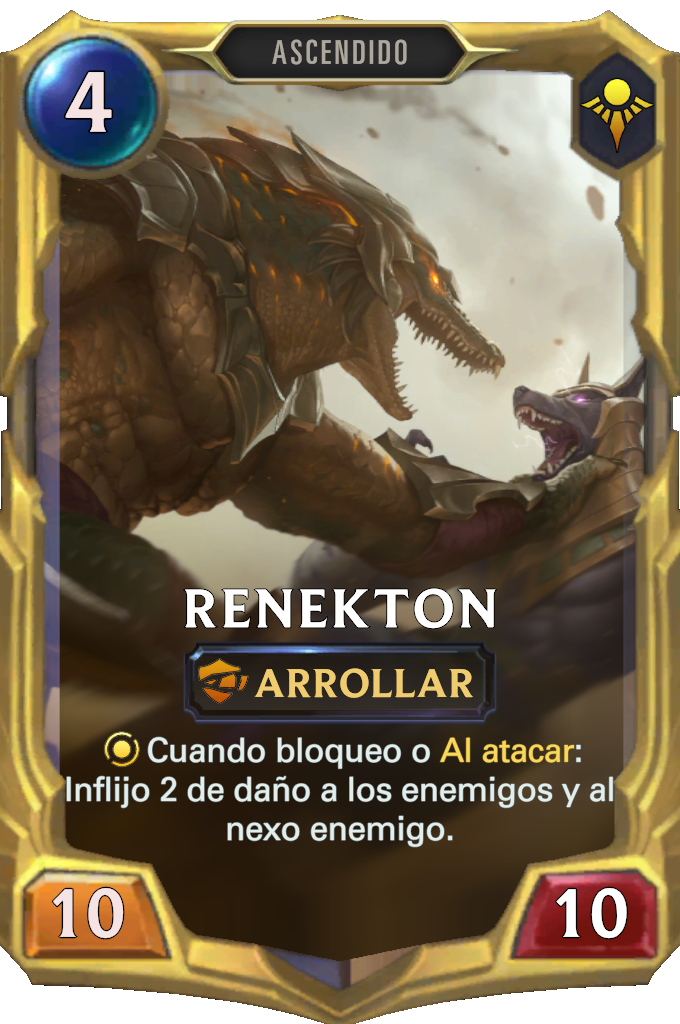 ASCENDIDO
4
RENEKTON
ARROLLAR
Cuando bloqueo o Al atacar:
Inflijo 2 de daño a los enemigos y al
nexo enemigo.
10
10